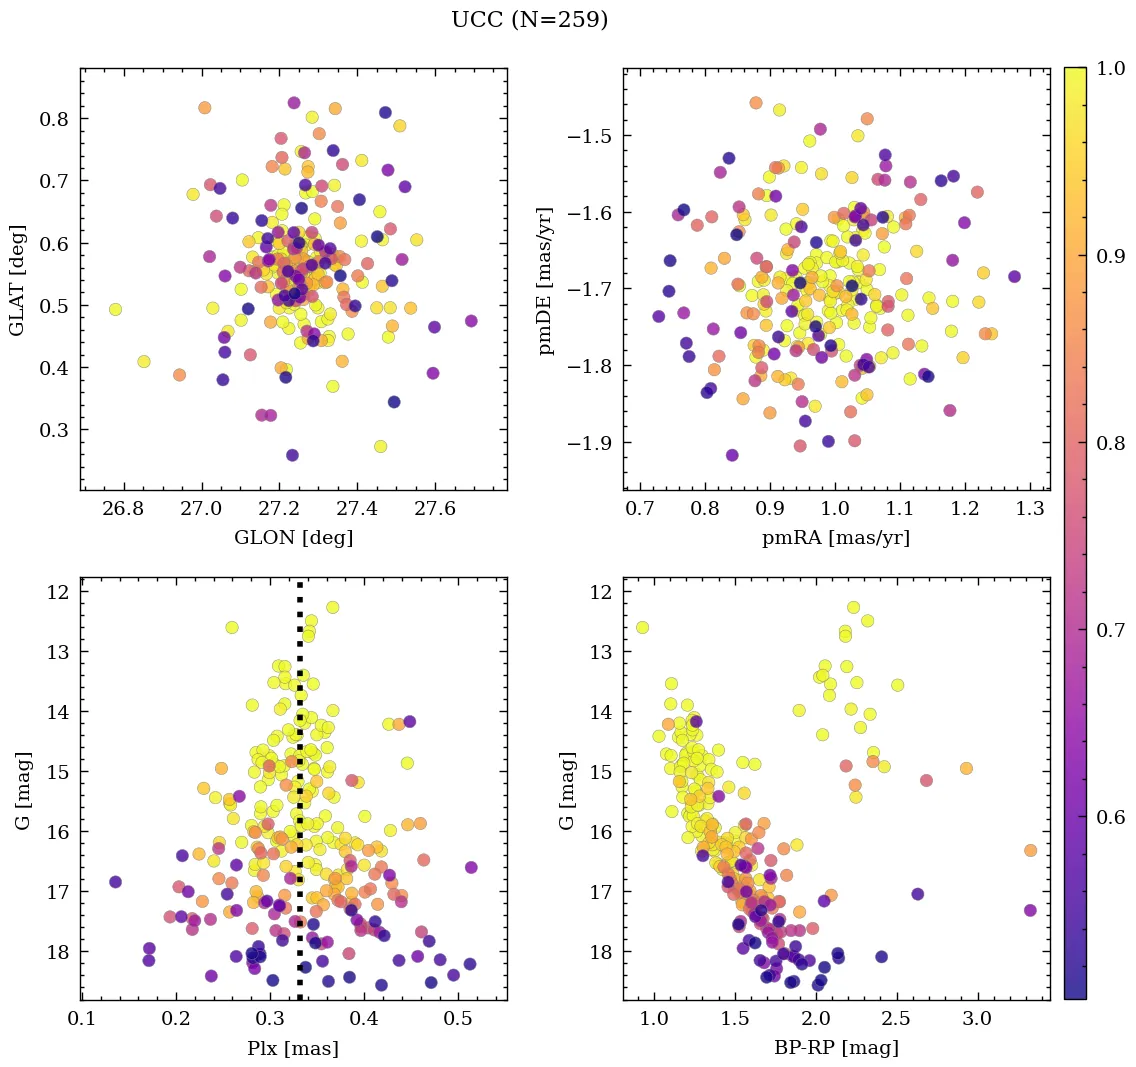 UCC (N=259)
0.8
0.7
0.6
0.5
0.4
0.3
GLAT [deg]
26.8 27.0 27.2 27.4 27.6
GLON [deg]
−1.5
−1.6
−1.7
−1.8
−1.9
pmDE [mas/yr]
0.7 0.8 0.9 1.0 1.1 1.2 1.3
pmRA [mas/yr]
12
13
14
15
16
17
18
G [mag]
0.1 0.2 0.3 0.4 0.5
Plx [mas]
12
13
14
15
16
17
18
G [mag]
1.0 1.5 2.0 2.5 3.0
BP-RP [mag]
1.0
0.9
0.8
0.7
0.6